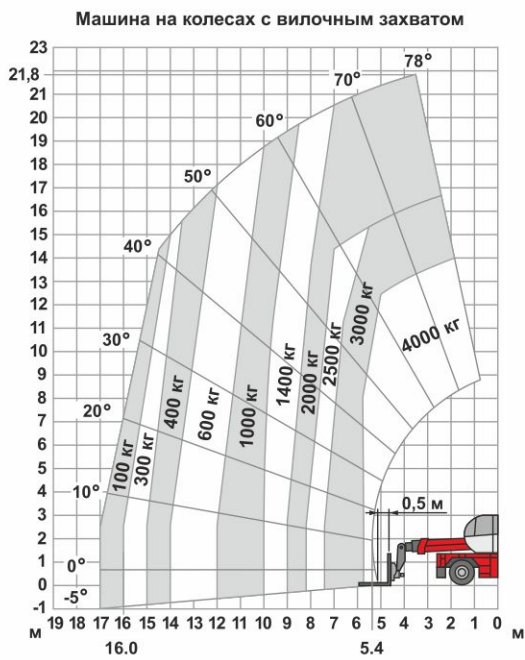 Машина на колесах с вилочным захватом
23
21,8
21
20
19
18
17
16
15
14
13
12
11
10
9
8
7
6
5
4
3
2
1
0
-1
78°
70°
60°
50°
40°
30°
20°
10°
0°
-5°
100 кг
300 кг
400 кг
600 кг
1000 кг
1400 кг
2000 кг
2500 кг
3000 кг
4000 кг
0,5 м
м 19 18 17 16 15 14 13 12 11 10 9 8 7 6 5 4 3 2 1 0 м
16.0 5.4